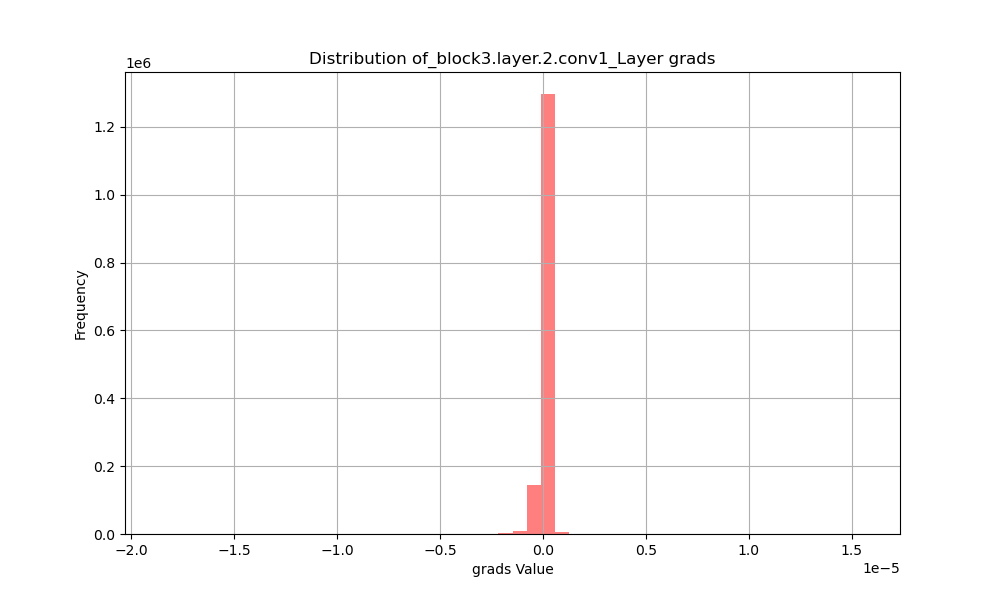 Distribution of_block3.layer.2.conv1_Layer grads
1e6
1.2
1.0
0.8
0.6
0.4
0.2
0.0
Frequency
−2.0 −1.5 −1.0 −0.5 0.0 0.5 1.0 1.5
1e−5
grads Value